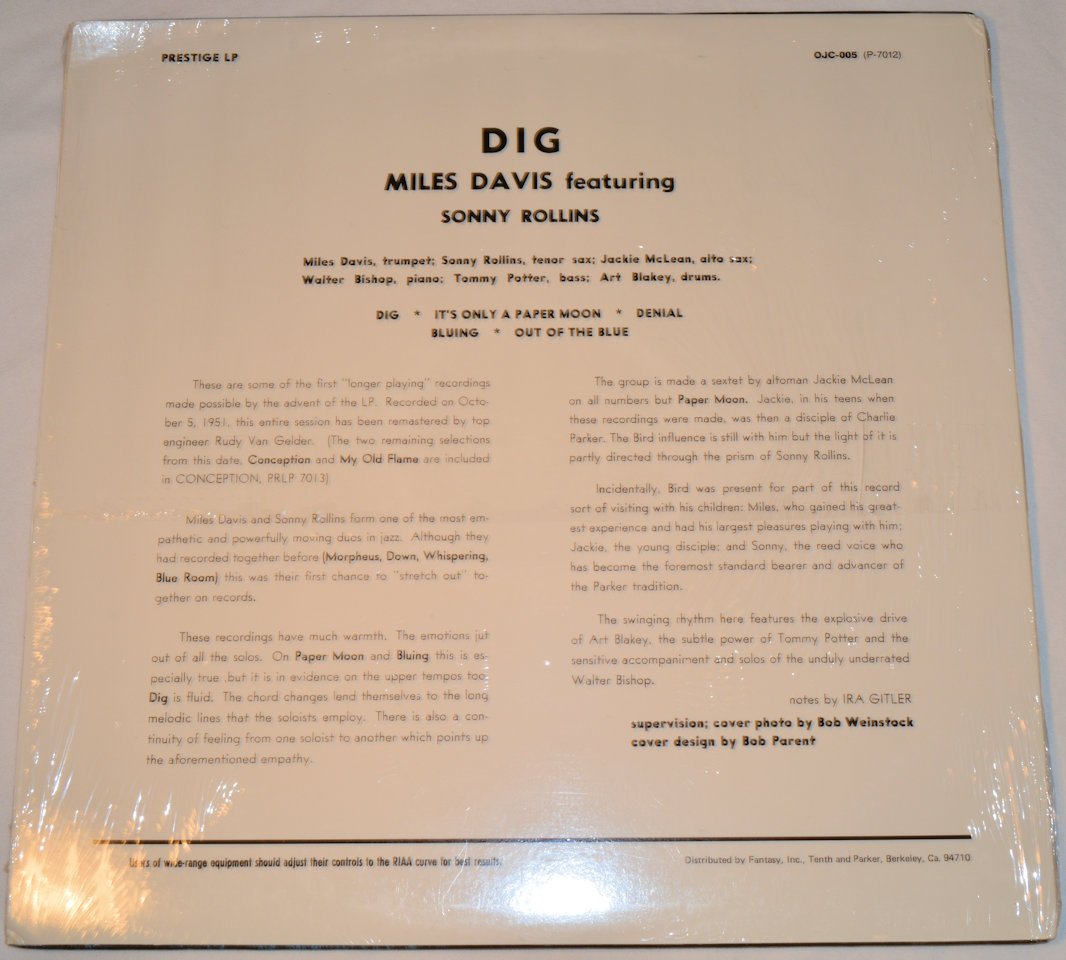 PRESTIGE LP
OJC-005 (P-7012)
DIG
MILES DAVIS featuring
SONNY ROLLINS
Miles Davis, trumpet; Sonny Rollins, tenor sax; Jackie McLean, alto sax;
Walter Bishop, piano; Tommy Potter, bass; Art Blakey, drums.
DIG * IT'S ONLY A PAPER MOON * DENIAL
BLUING * OUT OF THE BLUE
These are some of the first "longer playing" recordings
made possible by the advent of the LP. Recorded on Octo-
ber 5, 1951, this entire session has been remastered by top
engineer Rudy Van Gelder. (The two remaining selections
from this date, Conception and My Old Flame are included
in CONCEPTION, PRLP 7013)
Miles Davis and Sonny Rollins form one of the most em-
pathetic and powerfully moving duos in jazz. Although they
had recorded together before (Morpheus, Down, Whispering,
Blue Room) this was their first chance to "stretch out" to-
gether on records.
These recordings have much warmth. The emotions jut
out of all the solos. On Paper Moon and Bluing this is es-
pecially true ,but it is in evidence on the upper tempos too.
Dig is fluid. The chord changes lend themselves to the long
melodic lines that the soloists employ. There is also a con-
tinuity of feeling from one soloist to another which points up
the aforementioned empathy.
The group is made a sextet by altoman Jackie McLean
on all numbers but Paper Moon. Jackie, in his teens when
these recordings were made, was then a disciple of Charlie
Parker. The Bird influence is still with him but the light of it is
partly directed through the prism of Sonny Rollins.
Incidentally, Bird was present for part of this record
sort of visiting with his children: Miles, who gained his great-
est experience and had his largest pleasures playing with him;
Jackie, the young disciple; and Sonny, the reed voice who
has become the foremost standard bearer and advancer of
the Parker tradition.
The swinging rhythm here features the explosive drive
of Art Blakey, the subtle power of Tommy Potter and the
sensitive accompaniment and solos of the unduly underrated
Walter Bishop.
notes by IRA GITLER
supervision; cover photo by Bob Weinstock
cover design by Bob Parent
Users of wide-range equipment should adjust their controls to the RIAA curve for best results.
Distributed by Fantasy, Inc., Tenth and Parker, Berkeley, Ca. 94710